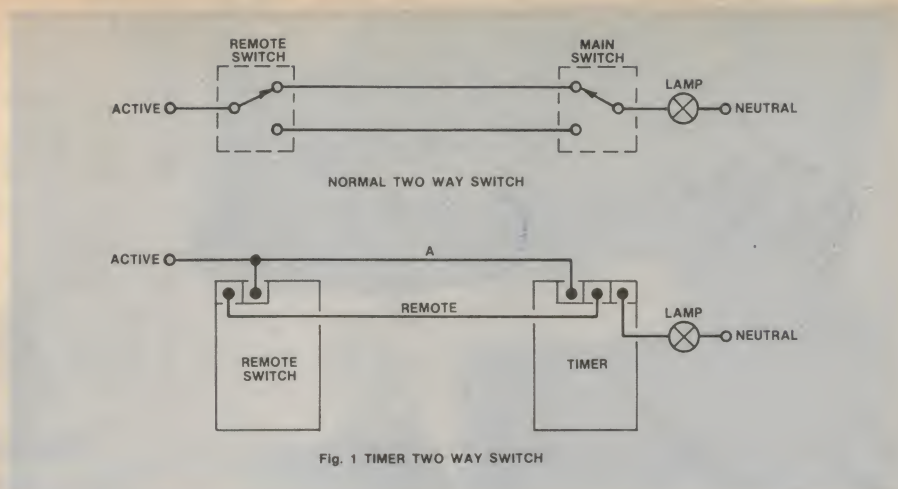 REMOTE
SWITCH
MAIN
SWITCH
LAMP
ACTIVE
NEUTRAL
NORMAL TWO WAY SWITCH
ACTIVE
A
REMOTE
LAMP
NEUTRAL
REMOTE
SWITCH
TIMER
Fig. 1 TIMER TWO WAY SWITCH